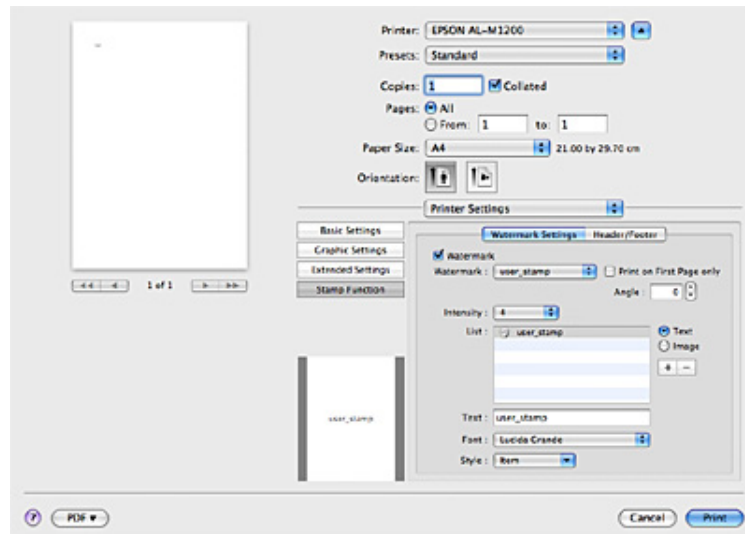 Printer: EPSON AL-M1200
Presets: Standard
Copies: 1 Collated
Pages: All
From: 1 to: 1
Paper Size: A4 21.00 by 29.70 cm
Orientation:
Printer Settings
Basic Settings
Graphic Settings
Extended Settings
Stamp Function
Watermark Settings Header/Footer
Watermark
Watermark : user_stamp Print on First Page only
Angle : 0
Intensity : 4
List : user_stamp
Text
Image
+ -
Text : user_stamp
Font : Lucida Grande
Style : Item
1 of 1
user_stamp
? PDF ▾ Cancel Print